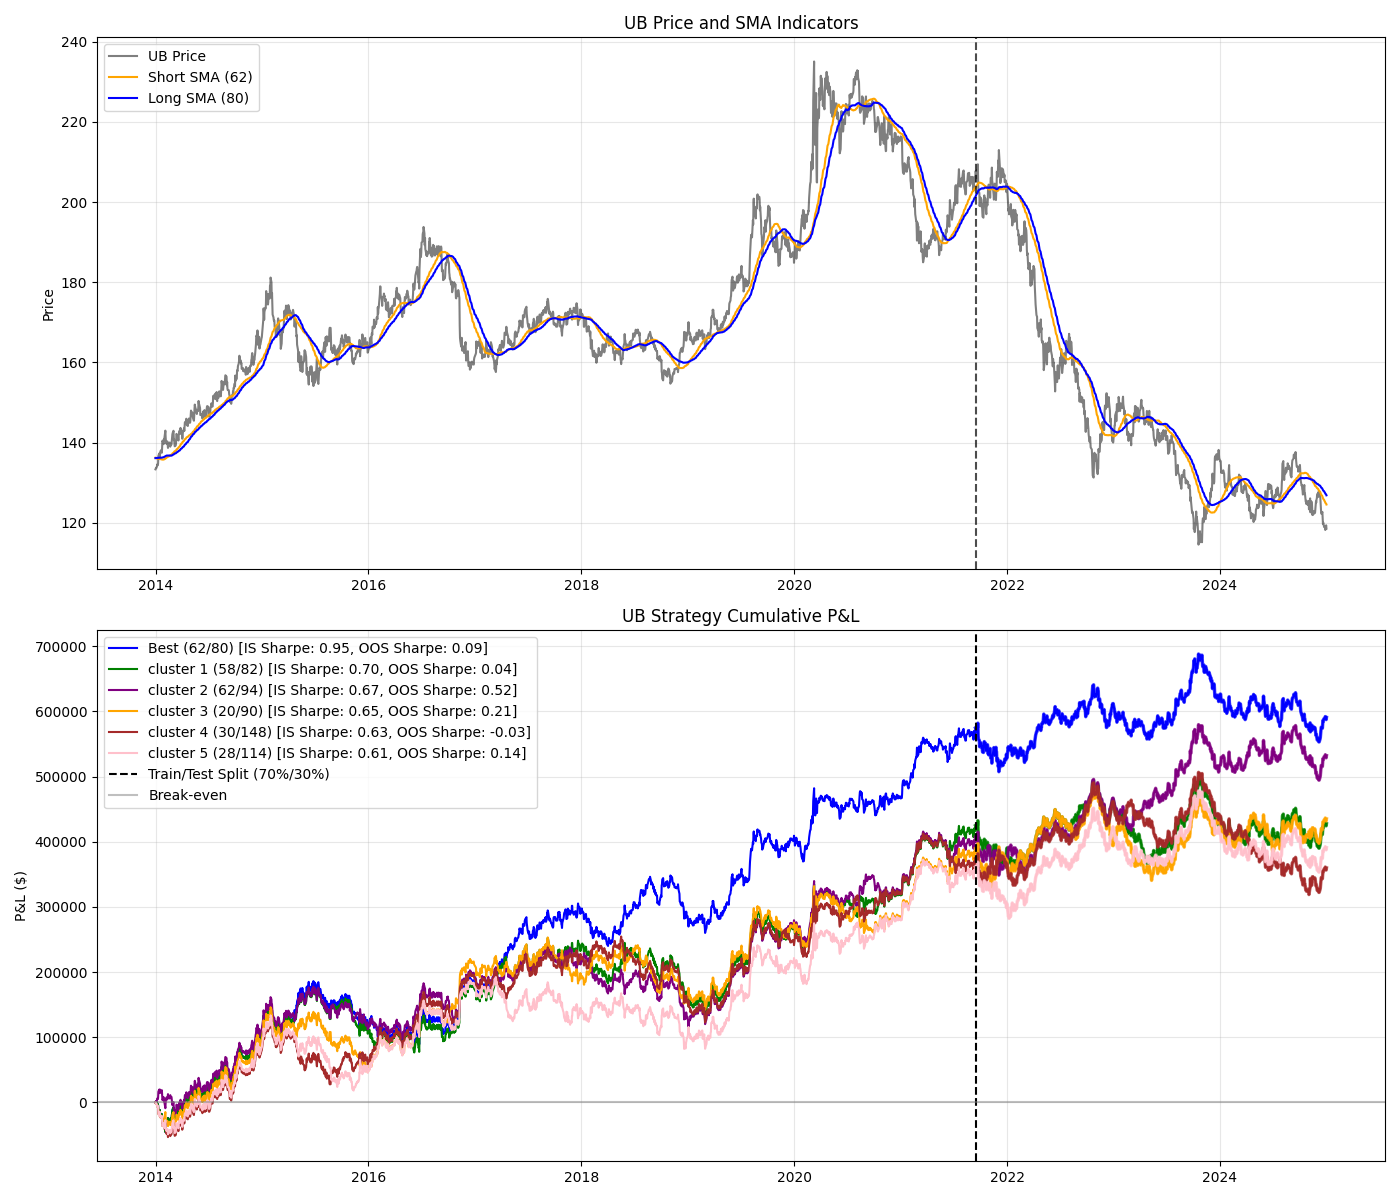 UB Price and SMA Indicators
240
220
200
180
160
140
120
Price
UB Price
Short SMA (62)
Long SMA (80)
2014
2016
2018
2020
2022
2024
UB Strategy Cumulative P&L
700000
600000
500000
400000
300000
200000
100000
0
P&L ($)
Best (62/80) [IS Sharpe: 0.95, OOS Sharpe: 0.09]
cluster 1 (58/82) [IS Sharpe: 0.70, OOS Sharpe: 0.04]
cluster 2 (62/94) [IS Sharpe: 0.67, OOS Sharpe: 0.52]
cluster 3 (20/90) [IS Sharpe: 0.65, OOS Sharpe: 0.21]
cluster 4 (30/148) [IS Sharpe: 0.63, OOS Sharpe: -0.03]
cluster 5 (28/114) [IS Sharpe: 0.61, OOS Sharpe: 0.14]
Train/Test Split (70%/30%)
Break-even
2014
2016
2018
2020
2022
2024